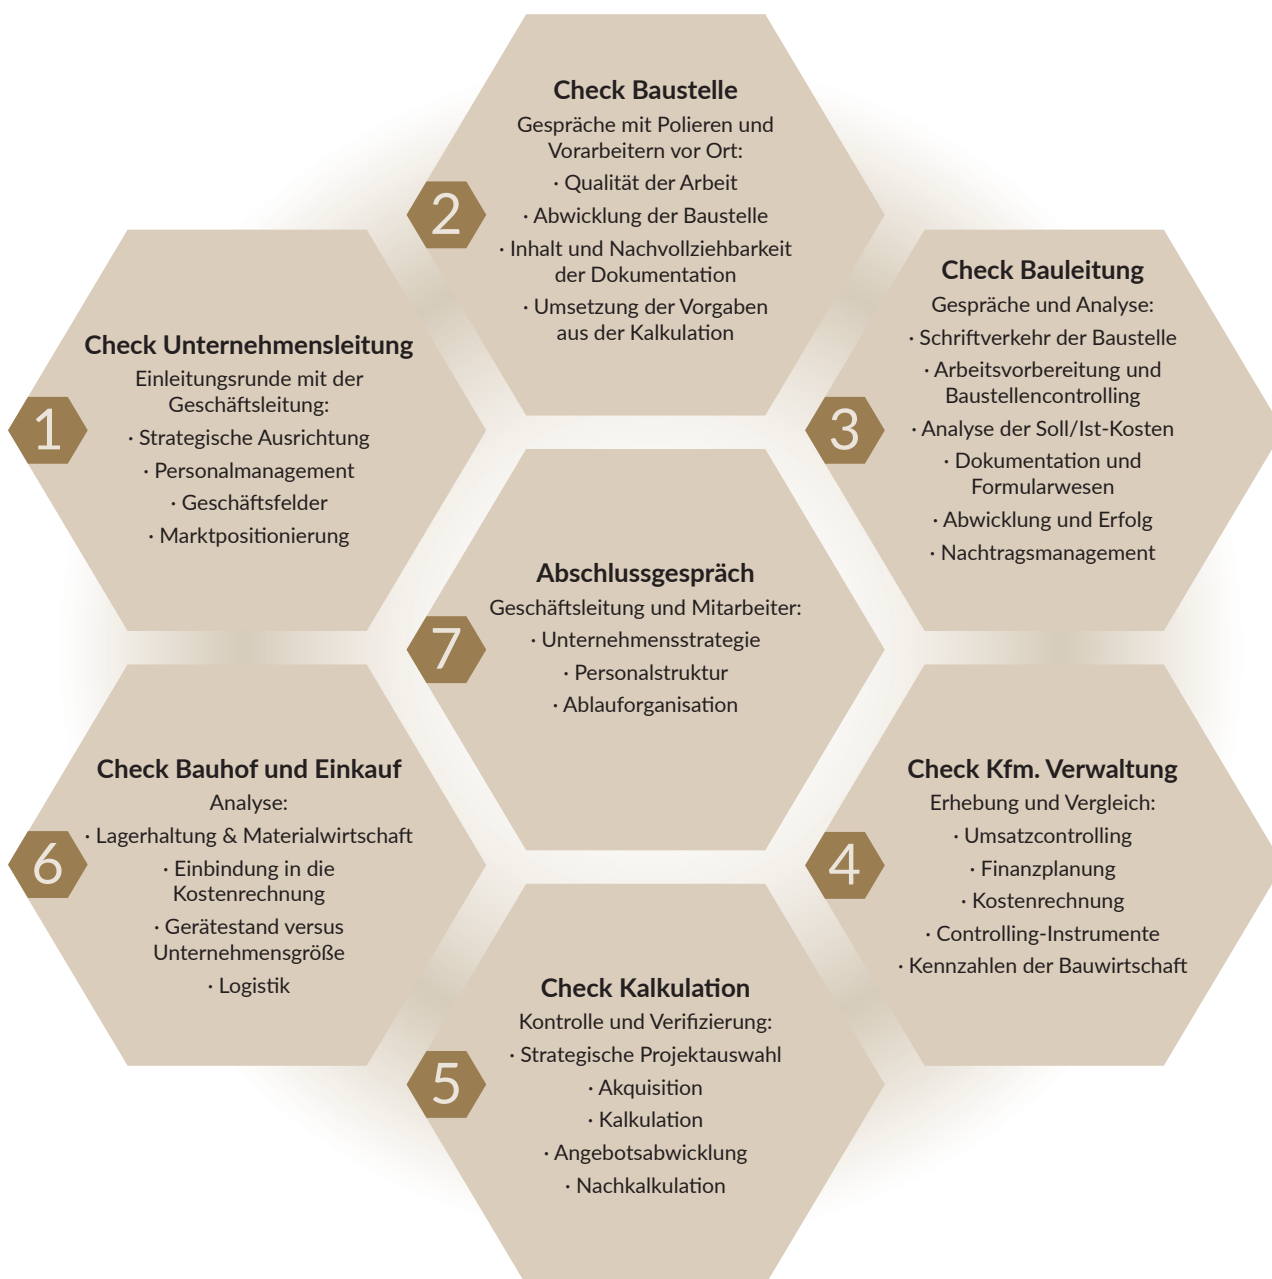 1
Check Unternehmensleitung
Einleitungsrunde mit der
Geschäftsleitung:
· Strategische Ausrichtung
· Personalmanagement
· Geschäftsfelder
· Marktpositionierung
2
Check Baustelle
Gespräche mit Polieren und
Vorarbeitern vor Ort:
· Qualität der Arbeit
· Abwicklung der Baustelle
· Inhalt und Nachvollziehbarkeit
der Dokumentation
· Umsetzung der Vorgaben
aus der Kalkulation
3
Check Bauleitung
Gespräche und Analyse:
· Schriftverkehr der Baustelle
· Arbeitsvorbereitung und
Baustellencontrolling
· Analyse der Soll/Ist-Kosten
· Dokumentation und
Formularwesen
· Abwicklung und Erfolg
· Nachtragsmanagement
4
Check Kfm. Verwaltung
Erhebung und Vergleich:
· Umsatzcontrolling
· Finanzplanung
· Kostenrechnung
· Controlling-Instrumente
· Kennzahlen der Bauwirtschaft
5
Check Kalkulation
Kontrolle und Verifizierung:
· Strategische Projektauswahl
· Akquisition
· Kalkulation
· Angebotsabwicklung
· Nachkalkulation
6
Check Bauhof und Einkauf
Analyse:
· Lagerhaltung & Materialwirtschaft
· Einbindung in die
Kostenrechnung
· Gerätestand versus
Unternehmensgröße
· Logistik
7
Abschlussgespräch
Geschäftsleitung und Mitarbeiter:
· Unternehmensstrategie
· Personalstruktur
· Ablauforganisation